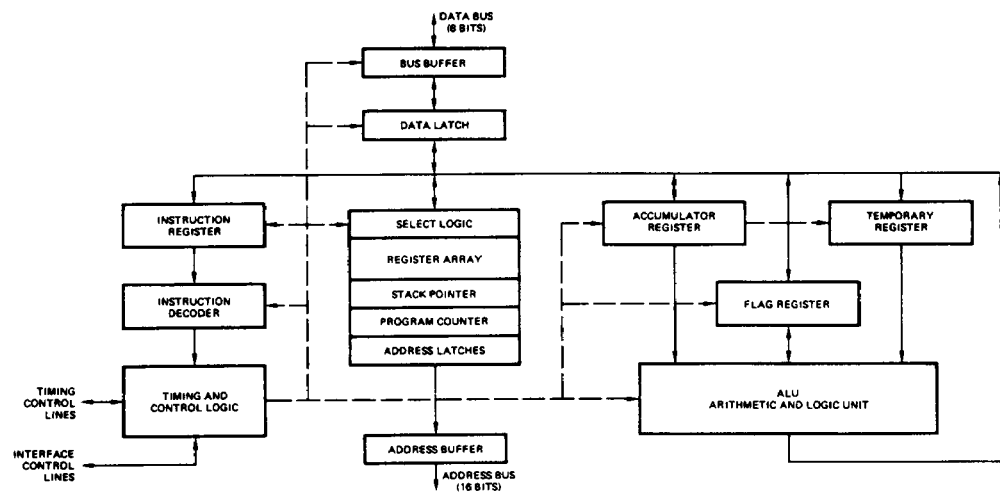 DATA BUS
(8 BITS)
BUS BUFFER
DATA LATCH
INSTRUCTION
REGISTER
SELECT LOGIC
ACCUMULATOR
REGISTER
TEMPORARY
REGISTER
REGISTER ARRAY
INSTRUCTION
DECODER
STACK POINTER
FLAG REGISTER
PROGRAM COUNTER
ADDRESS LATCHES
TIMING
CONTROL
LINES
TIMING AND
CONTROL LOGIC
ALU
ARITHMETIC AND LOGIC UNIT
INTERFACE
CONTROL
LINES
ADDRESS BUFFER
ADDRESS BUS
(16 BITS)